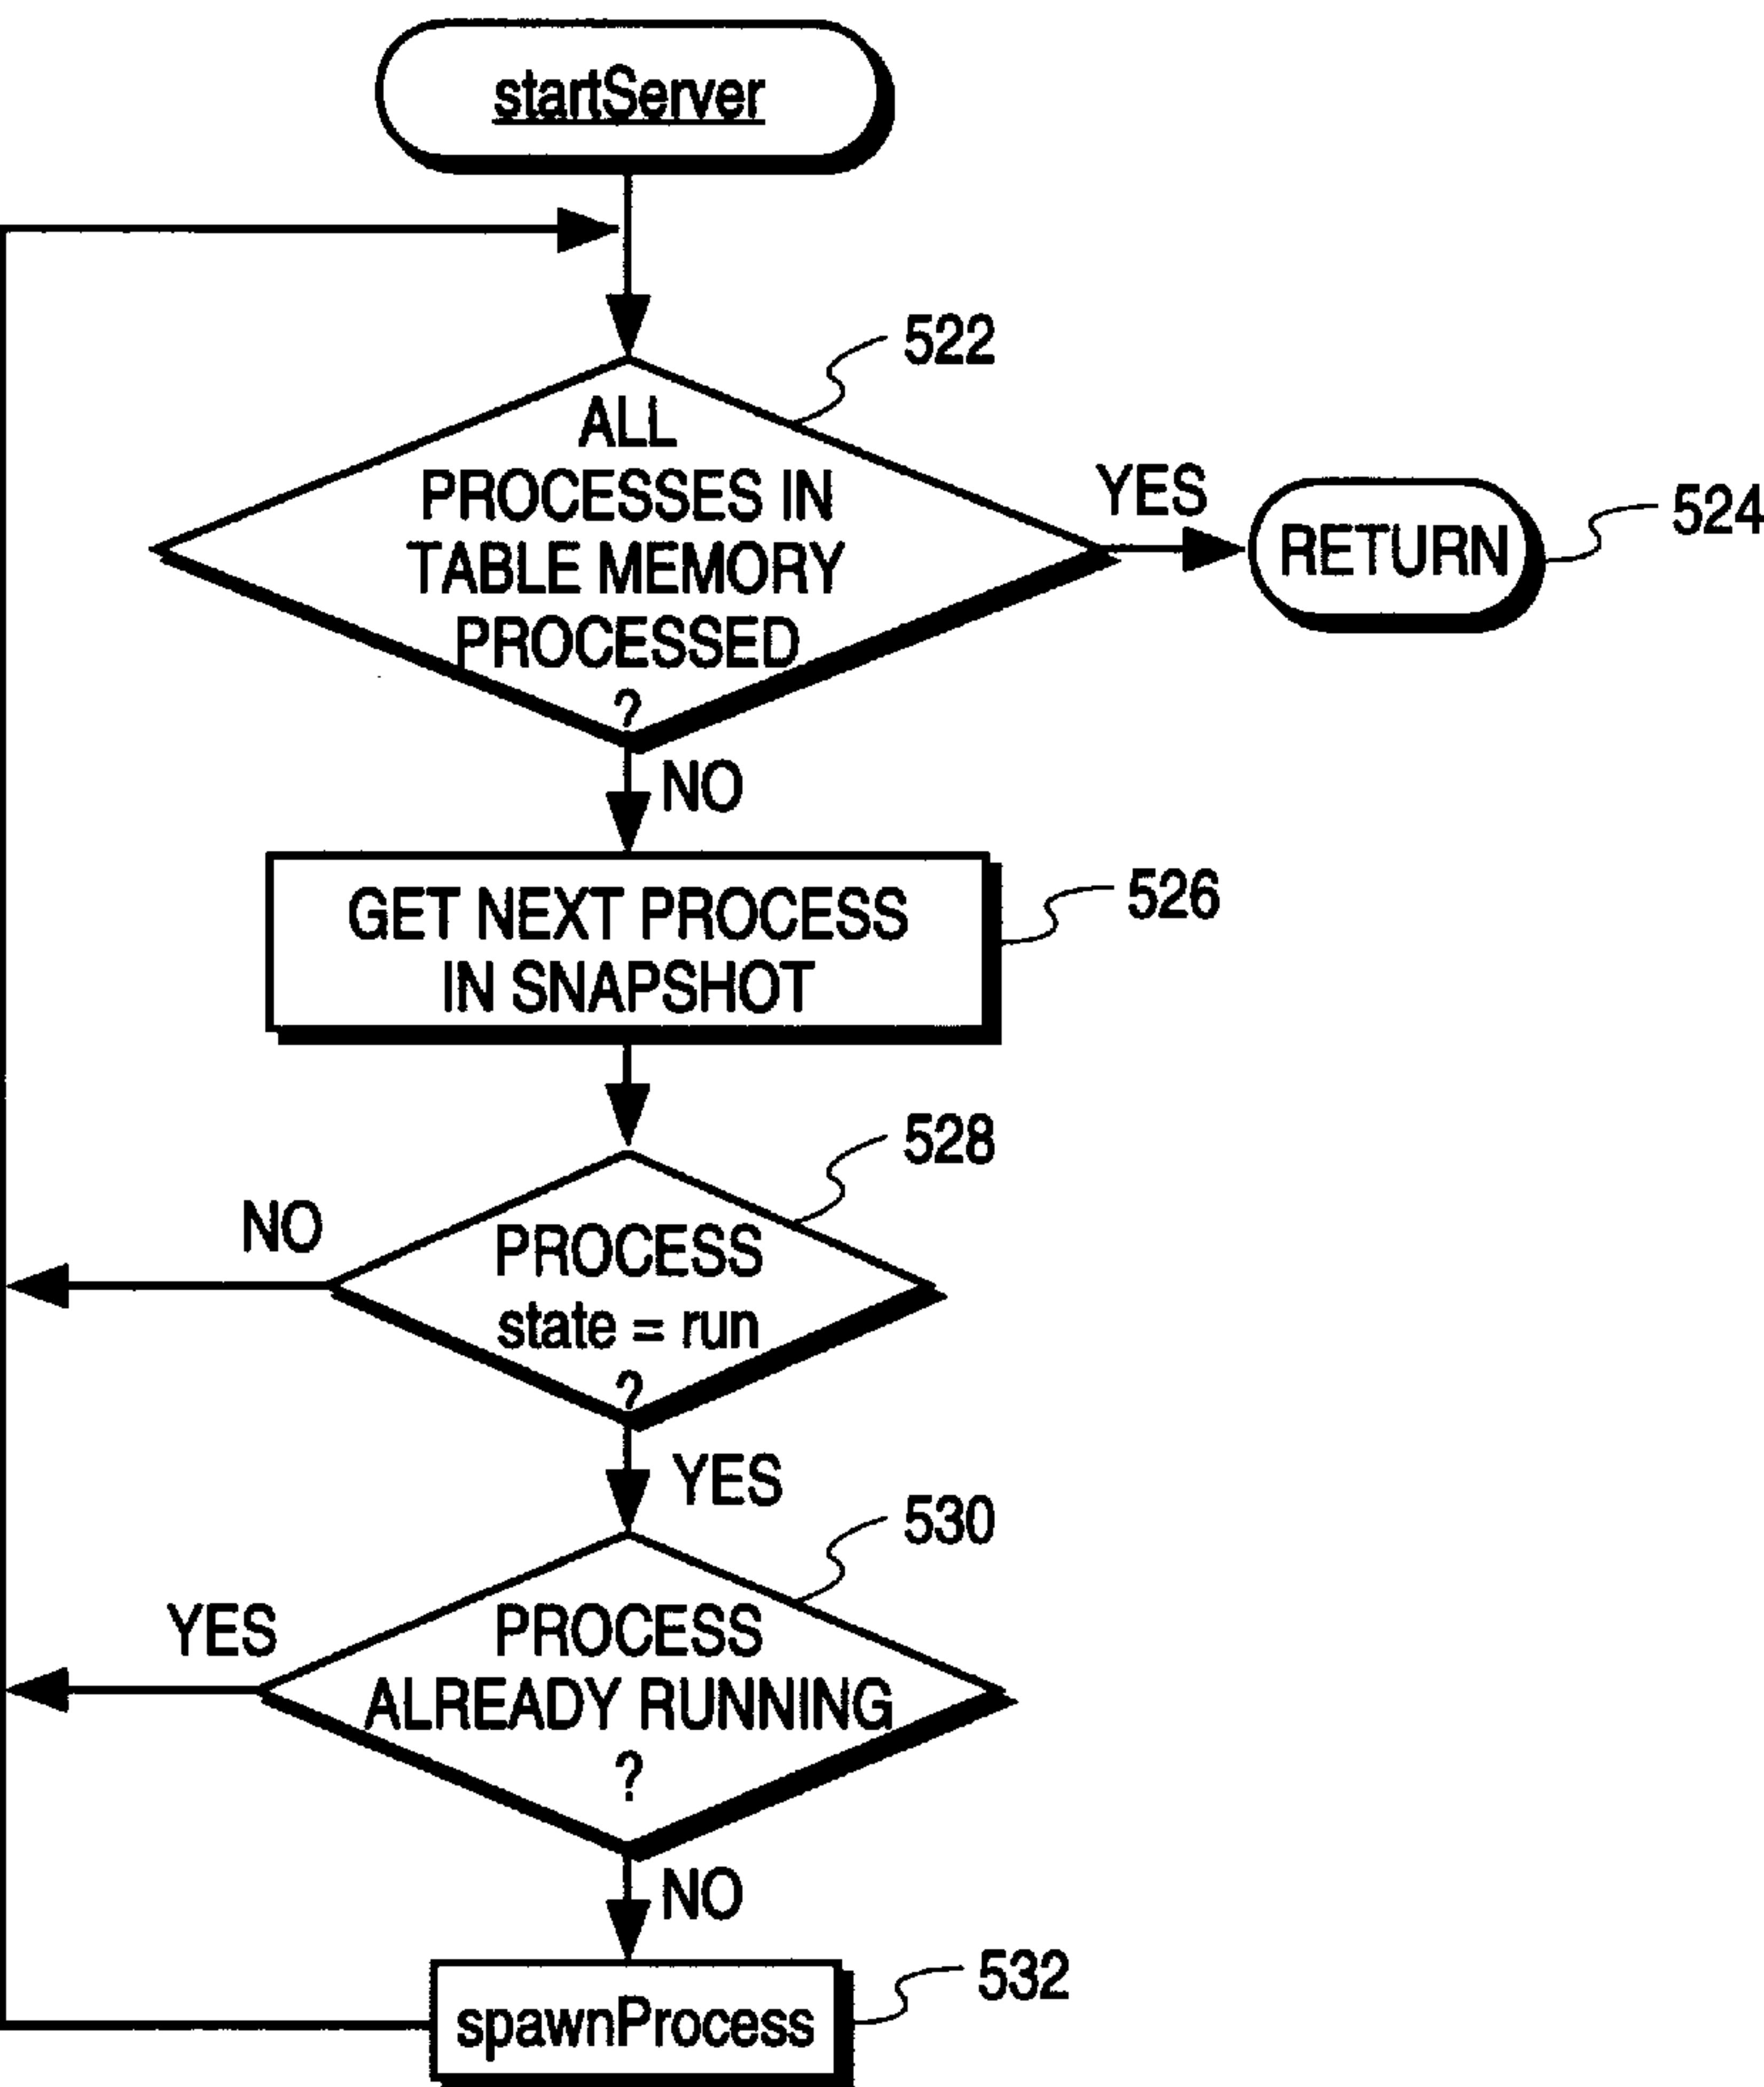 startServer
522
ALL
PROCESSES IN
TABLE MEMORY
PROCESSED
?
YES
RETURN
524
NO
GET NEXT PROCESS
IN SNAPSHOT
526
528
NO
PROCESS
state = run
?
YES
530
YES
PROCESS
ALREADY RUNNING
?
NO
532
spawnProcess